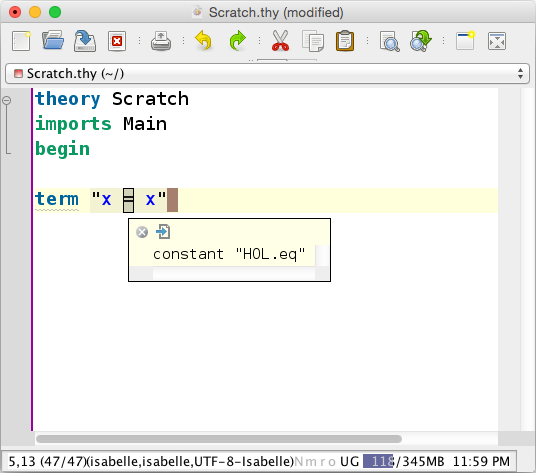 Scratch.thy (modified)
Scratch.thy (~/)
theory Scratch
imports Main
begin
term "x = x"
constant "HOL.eq"
5,13 (47/47)(isabelle,isabelle,UTF-8-Isabelle)Nmro UG 118/345MB 11:59 PM